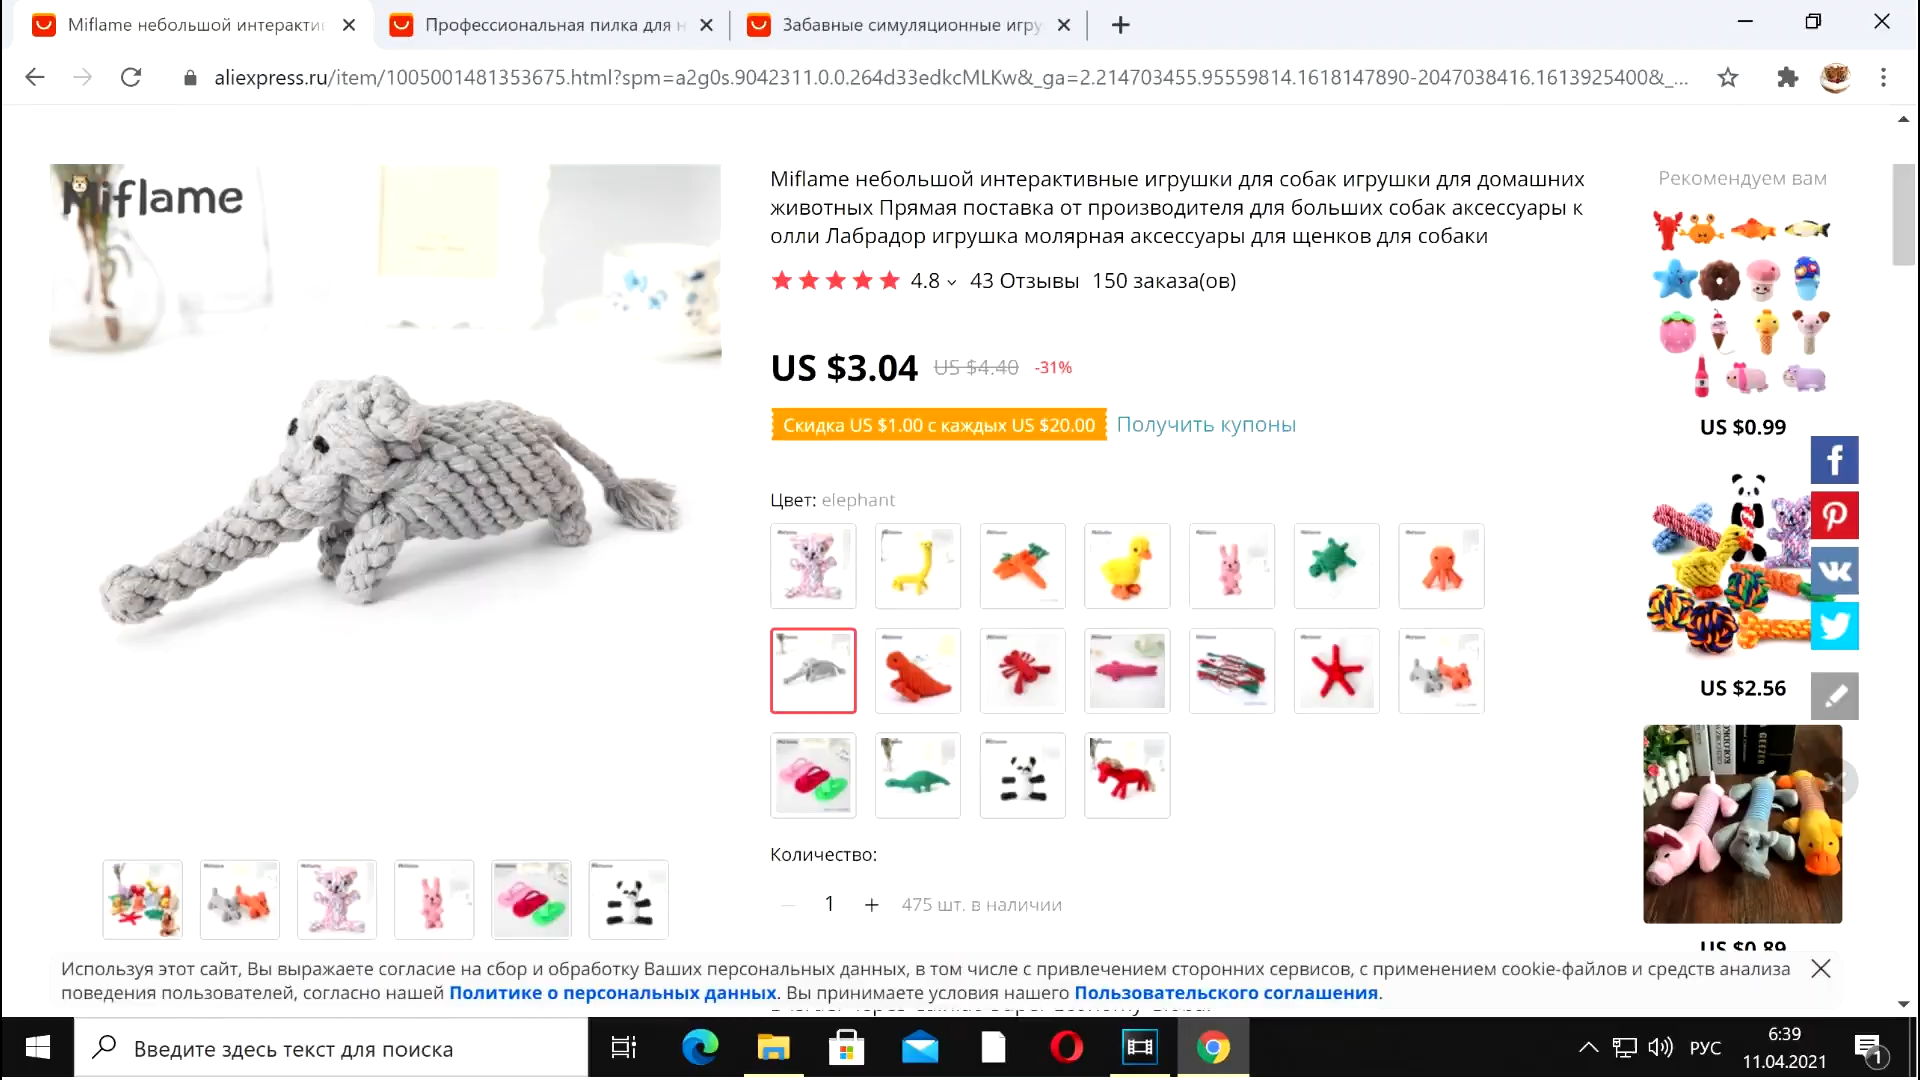 Miflame небольшой интеракти
Профессиональная пилка для н
Забавные симуляционные игру
aliexpress.ru/item/1005001481353675.html?spm=a2g0s.9042311.0.0.264d33edkcMLKw&_ga=2.214703455.95559814.1618147890-2047038416.1613925400&_...
Miflame
Miflame небольшой интерактивные игрушки для собак игрушки для домашних
животных Прямая поставка от производителя для больших собак аксессуары к
олли Лабрадор игрушка молярная аксессуары для щенков для собаки
4.8 43 Отзывы 150 заказа(ов)
US $3.04 US $4.40 -31%
Скидка US $1.00 с каждых US $20.00 Получить купоны
Цвет: elephant
Количество:
1 + 475 шт. в наличии
Рекомендуем вам
US $0.99
US $2.56
US $0.89
Используя этот сайт, Вы выражаете согласие на сбор и обработку Ваших персональных данных, в том числе с привлечением сторонних сервисов, с применением cookie-файлов и средств анализа
поведения пользователей, согласно нашей Политике о персональных данных. Вы принимаете условия нашего Пользовательского соглашения.
Введите здесь текст для поиска
РУС
6:39
11.04.2021
1